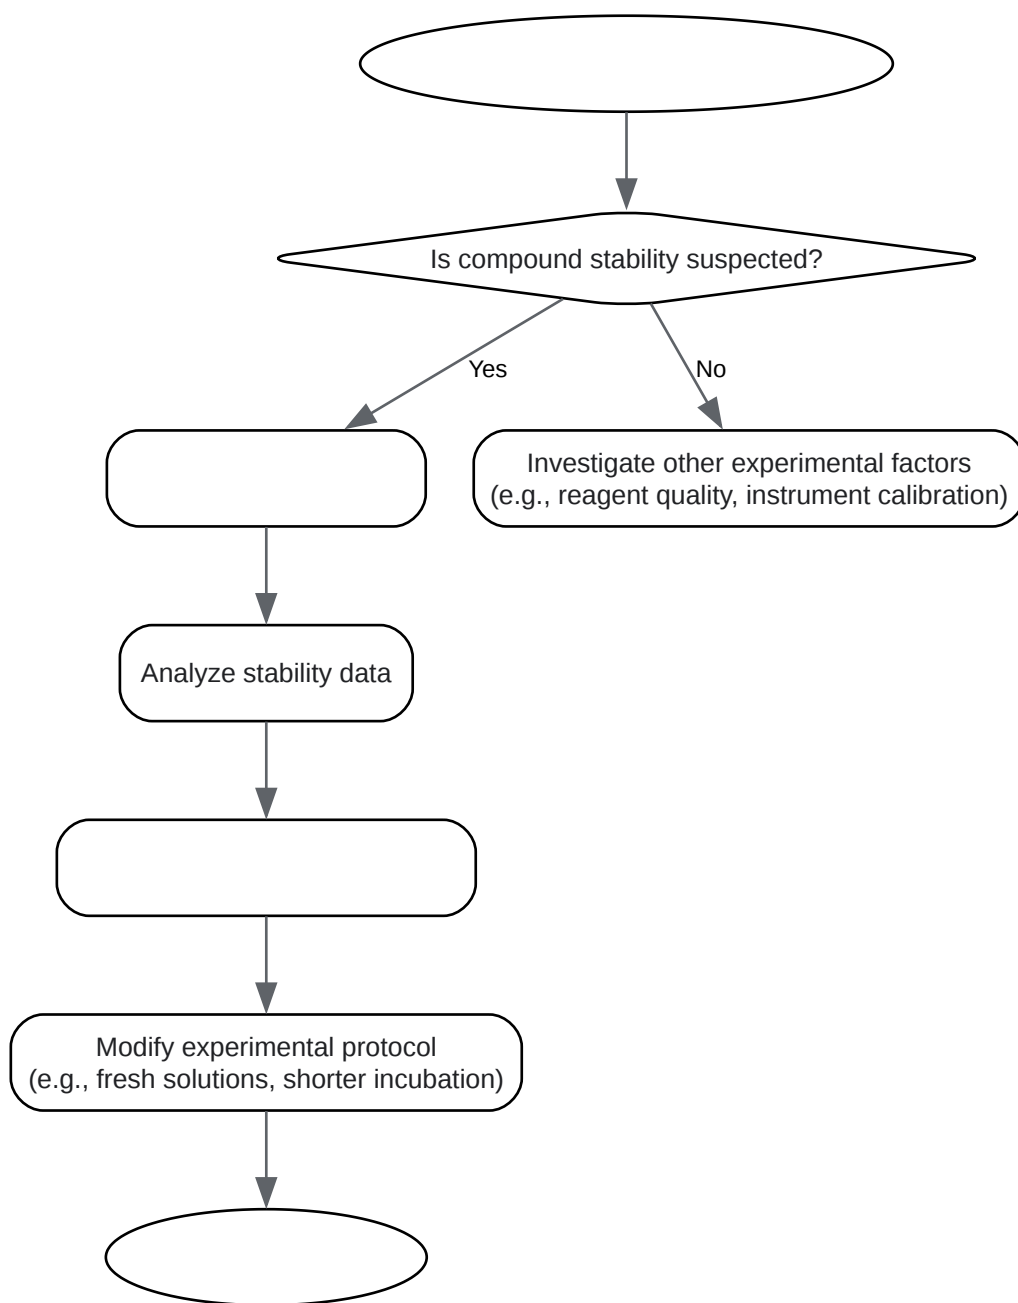 Is compound stability suspected?
Yes
No
Investigate other experimental factors
(e.g., reagent quality, instrument calibration)
Analyze stability data
Modify experimental protocol
(e.g., fresh solutions, shorter incubation)